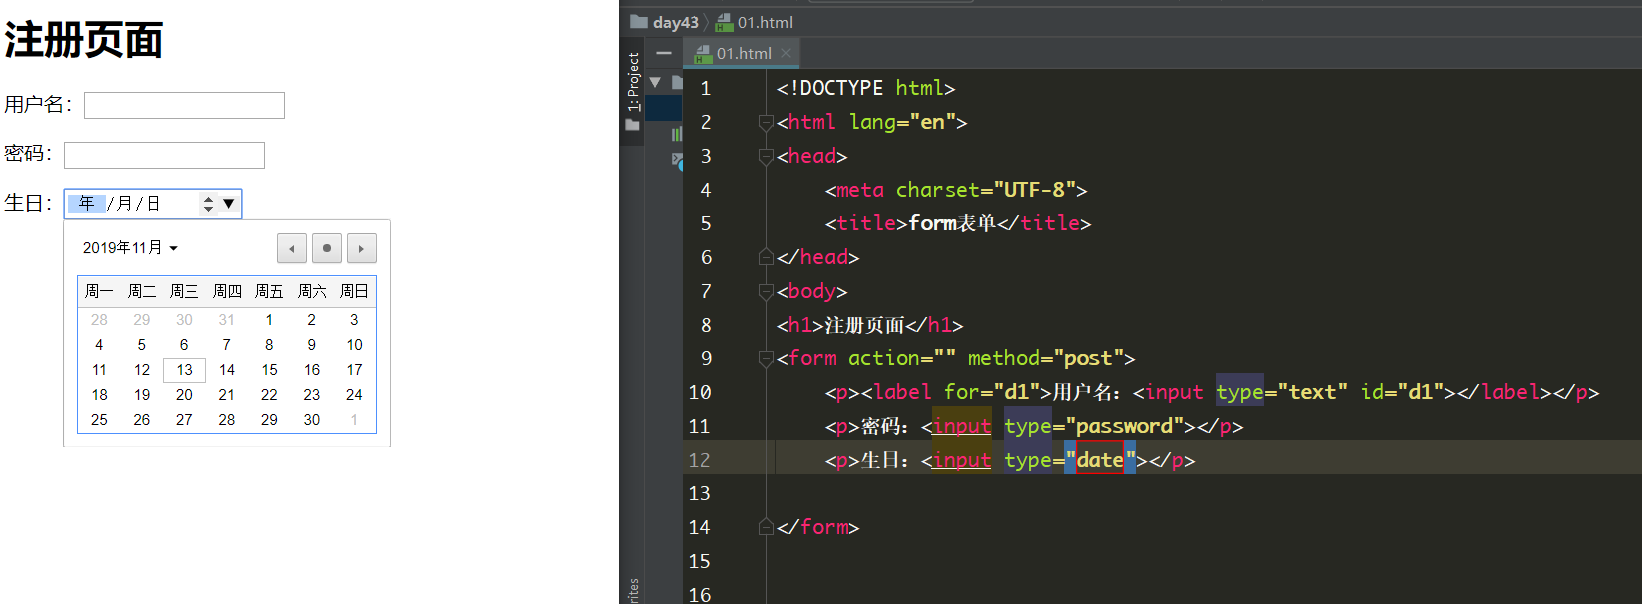 注册页面
用户名：
密码：
生日： 年 /月/日
2019年11月
周一 周二 周三 周四 周五 周六 周日
28 29 30 31 1 2 3
4 5 6 7 8 9 10
11 12 13 14 15 16 17
18 19 20 21 22 23 24
25 26 27 28 29 30 1
day43 01.html
1: Project
01.html
1 <!DOCTYPE html>
2 <html lang="en">
3 <head>
4 <meta charset="UTF-8">
5 <title>form表单</title>
6 </head>
7 <body>
8 <h1>注册页面</h1>
9 <form action="" method="post">
10 <p><label for="d1">用户名：<input type="text" id="d1"></label></p>
11 <p>密码：<input type="password"></p>
12 <p>生日：<input type="date"></p>
13
14 </form>
15
16
rites